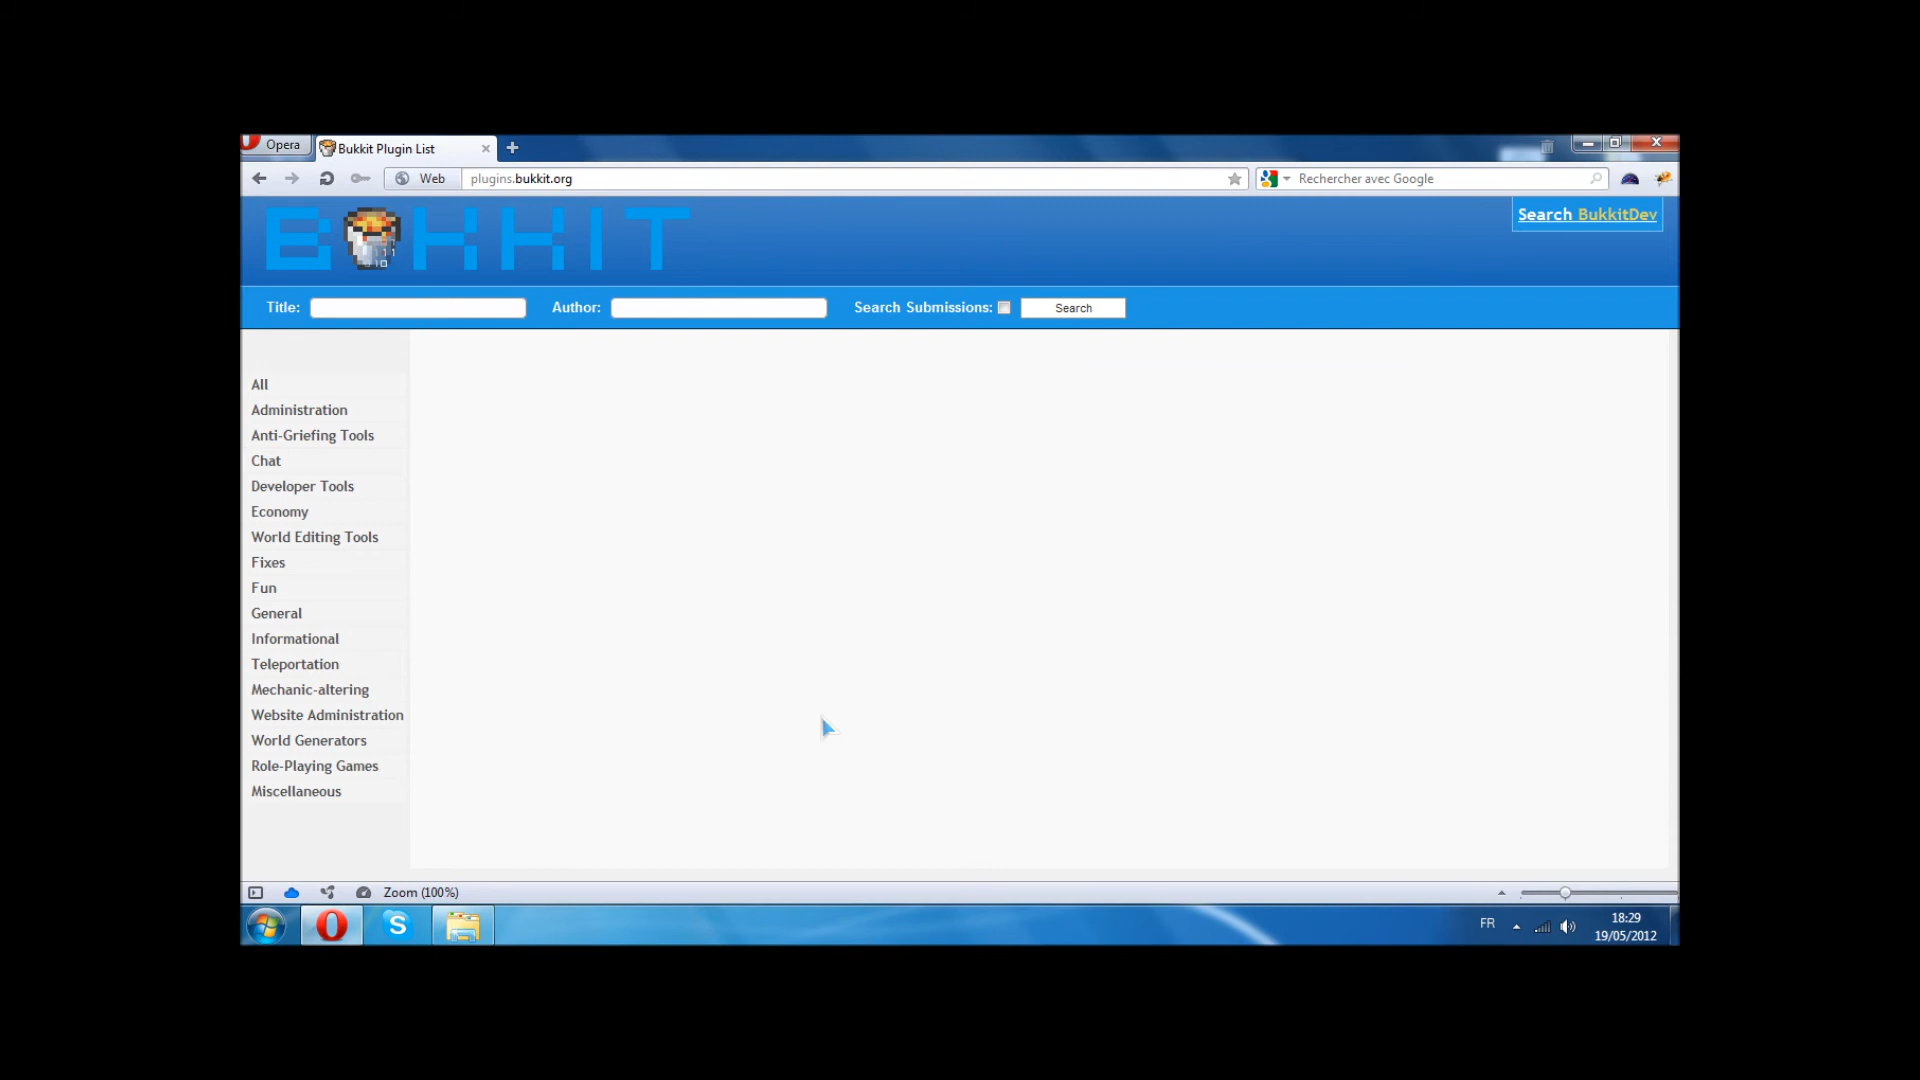 Opera
Bukkit Plugin List
Web
plugins.bukkit.org
Rechercher avec Google
BUKKIT
Search BukkitDev
Title:
Author:
Search Submissions:
Search
All
Administration
Anti-Griefing Tools
Chat
Developer Tools
Economy
World Editing Tools
Fixes
Fun
General
Informational
Teleportation
Mechanic-altering
Website Administration
World Generators
Role-Playing Games
Miscellaneous
Zoom (100%)
FR
18:29
19/05/2012